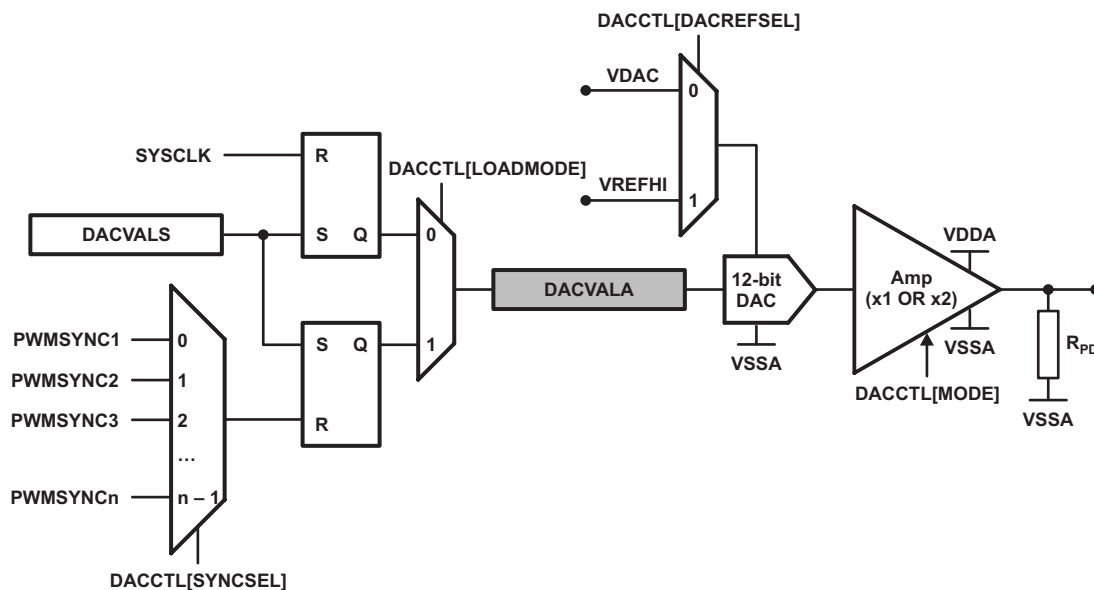 DACCTL[DACREFSEL]
VDAC
0
SYSCLK
R
DACCTL[LOADMODE]
VREFHI
1
DACVALS
S Q
0
VDDA
12-bit
DAC
Amp
(x1 OR x2)
DACVALA
PWMSYNC1
0
S Q
1
VSSA
VSSA
RPD
PWMSYNC2
1
DACCTL[MODE]
PWMSYNC3
2
R
VSSA
...
PWMSYNCn
n – 1
DACCTL[SYNCSEL]